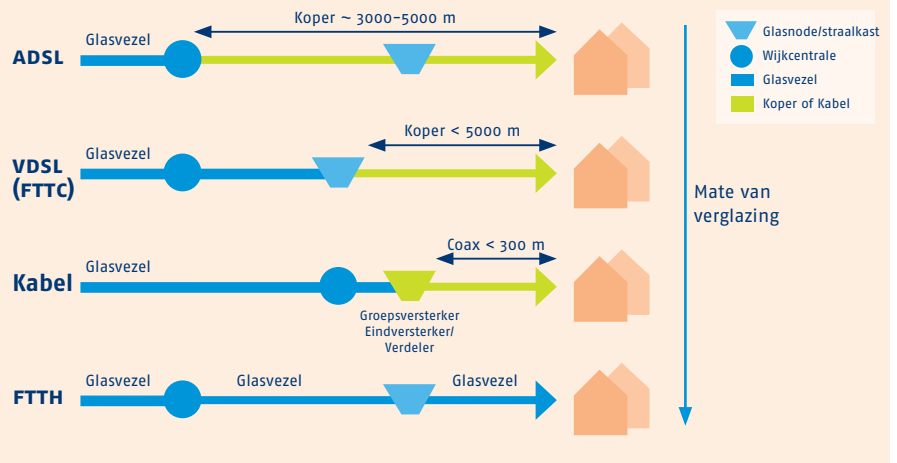 Koper ~ 3000-5000 m
Glasvezel
ADSL
Glasnode/straalkast
Wijkcentrale
Glasvezel
Koper of Kabel
Koper < 5000 m
Glasvezel
VDSL
(FTTC)
Mate van
verglazing
Coax < 300 m
Glasvezel
Kabel
Groepsversterker
Eindversterker/
Verdeler
Glasvezel
Glasvezel
Glasvezel
FTTH